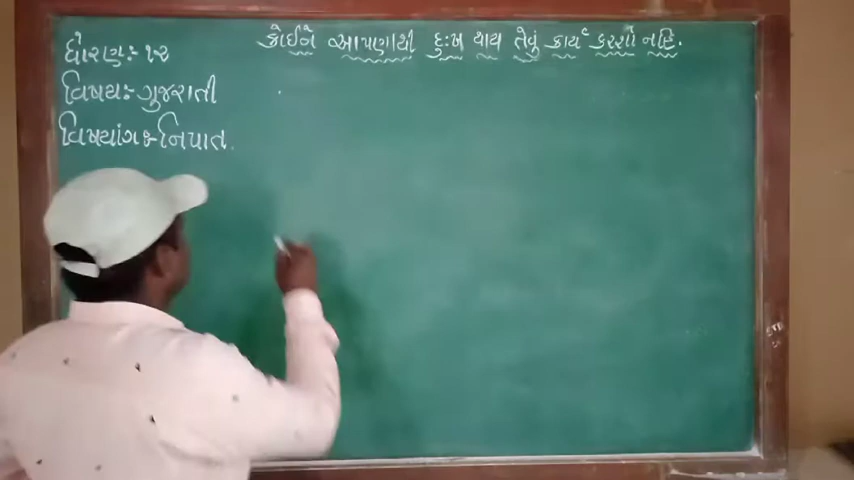 ધોરણઃ- ૧૨
વિષયઃ- ગુજરાતી
વિષયાંગઃ- નિપાત.
કોઈને આપણાથી દુઃખ થાય તેવું કાર્ય કરશો નહિ.